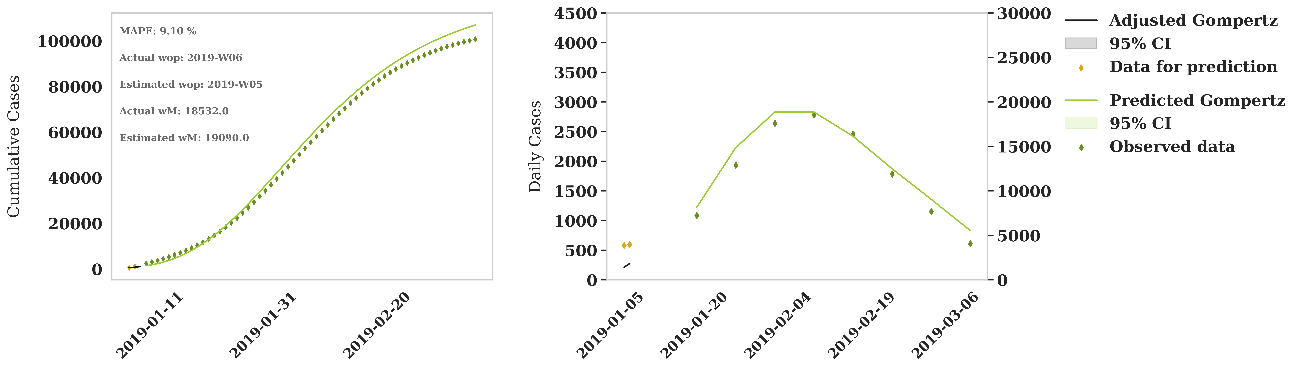 Cumulative Cases
100000
80000
60000
40000
20000
0
MAPE: 9.10 %
Actual wop: 2019-W06
Estimated wop: 2019-W05
Actual wM: 18532.0
Estimated wM: 19090.0
2019-01-11
2019-01-31
2019-02-20
Daily Cases
4500
4000
3500
3000
2500
2000
1500
1000
500
0
30000
25000
20000
15000
10000
5000
0
2019-01-05
2019-01-20
2019-02-04
2019-02-19
2019-03-06
Adjusted Gompertz
95% CI
Data for prediction
Predicted Gompertz
95% CI
Observed data